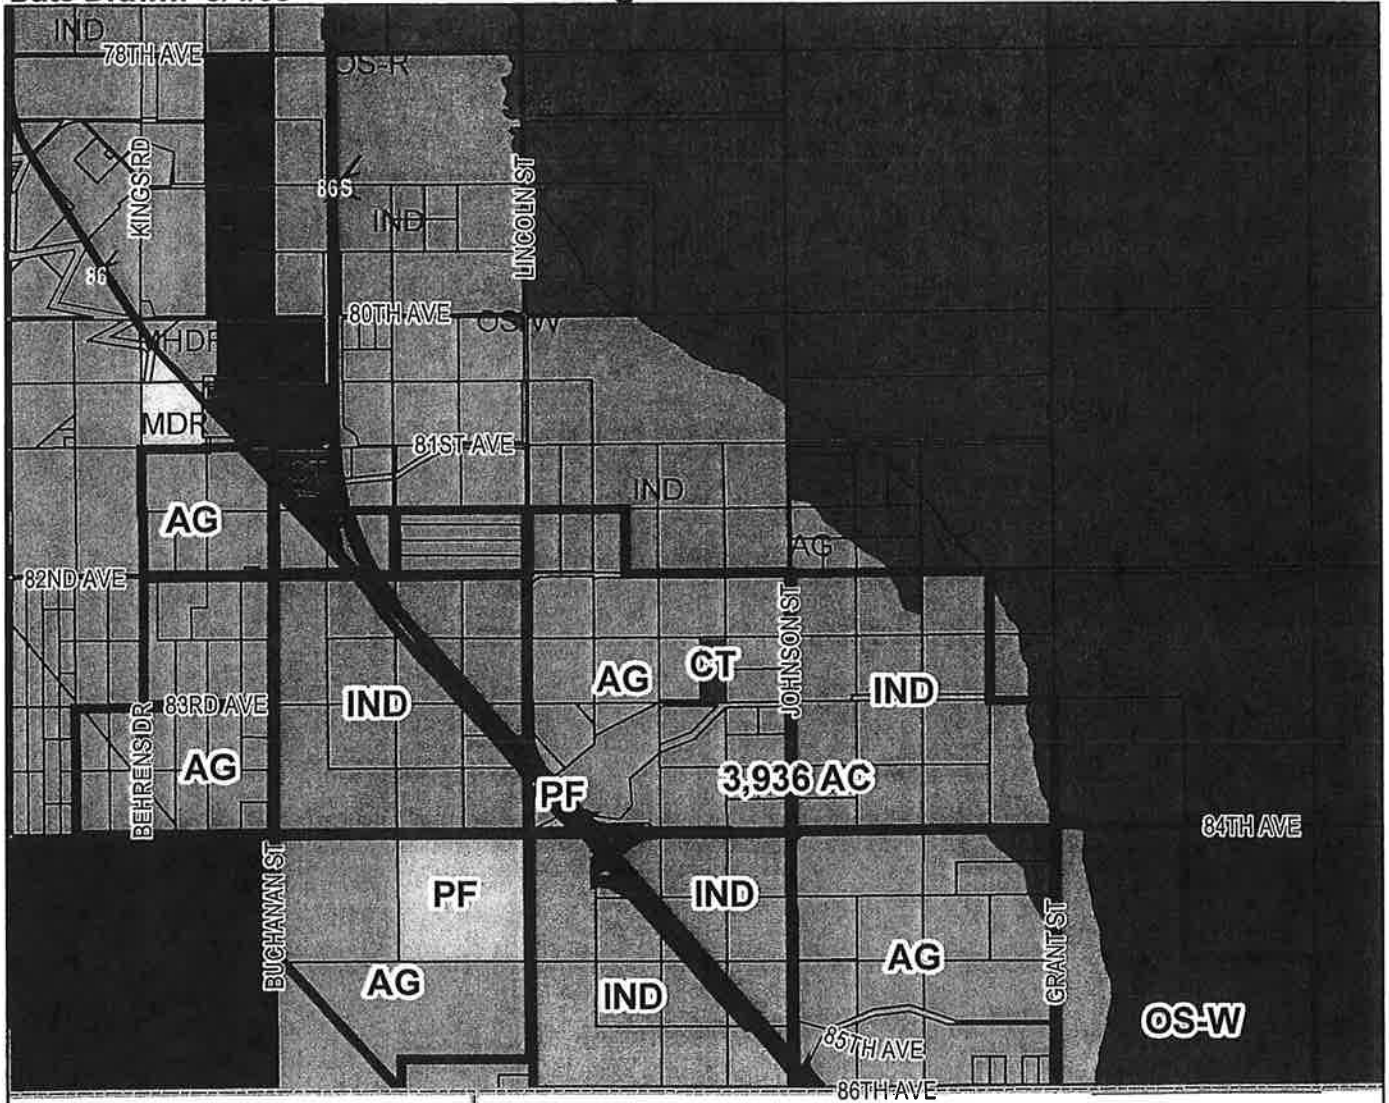 IND
78TH AVE
OS-R
KINGS RD
86S
LINCOLN ST
IND
86
80TH AVE
OS-W
MHDR
MDR
81ST AVE
CT
IND
AG
AG
82ND AVE
JOHNSON ST
CT
AG
IND
IND
83RD AVE
BEHRENS DR
AG
3,936 AC
PF
84TH AVE
BUCHANAN ST
PF
IND
GRANT ST
AG
AG
IND
OS-W
85TH AVE
86TH AVE